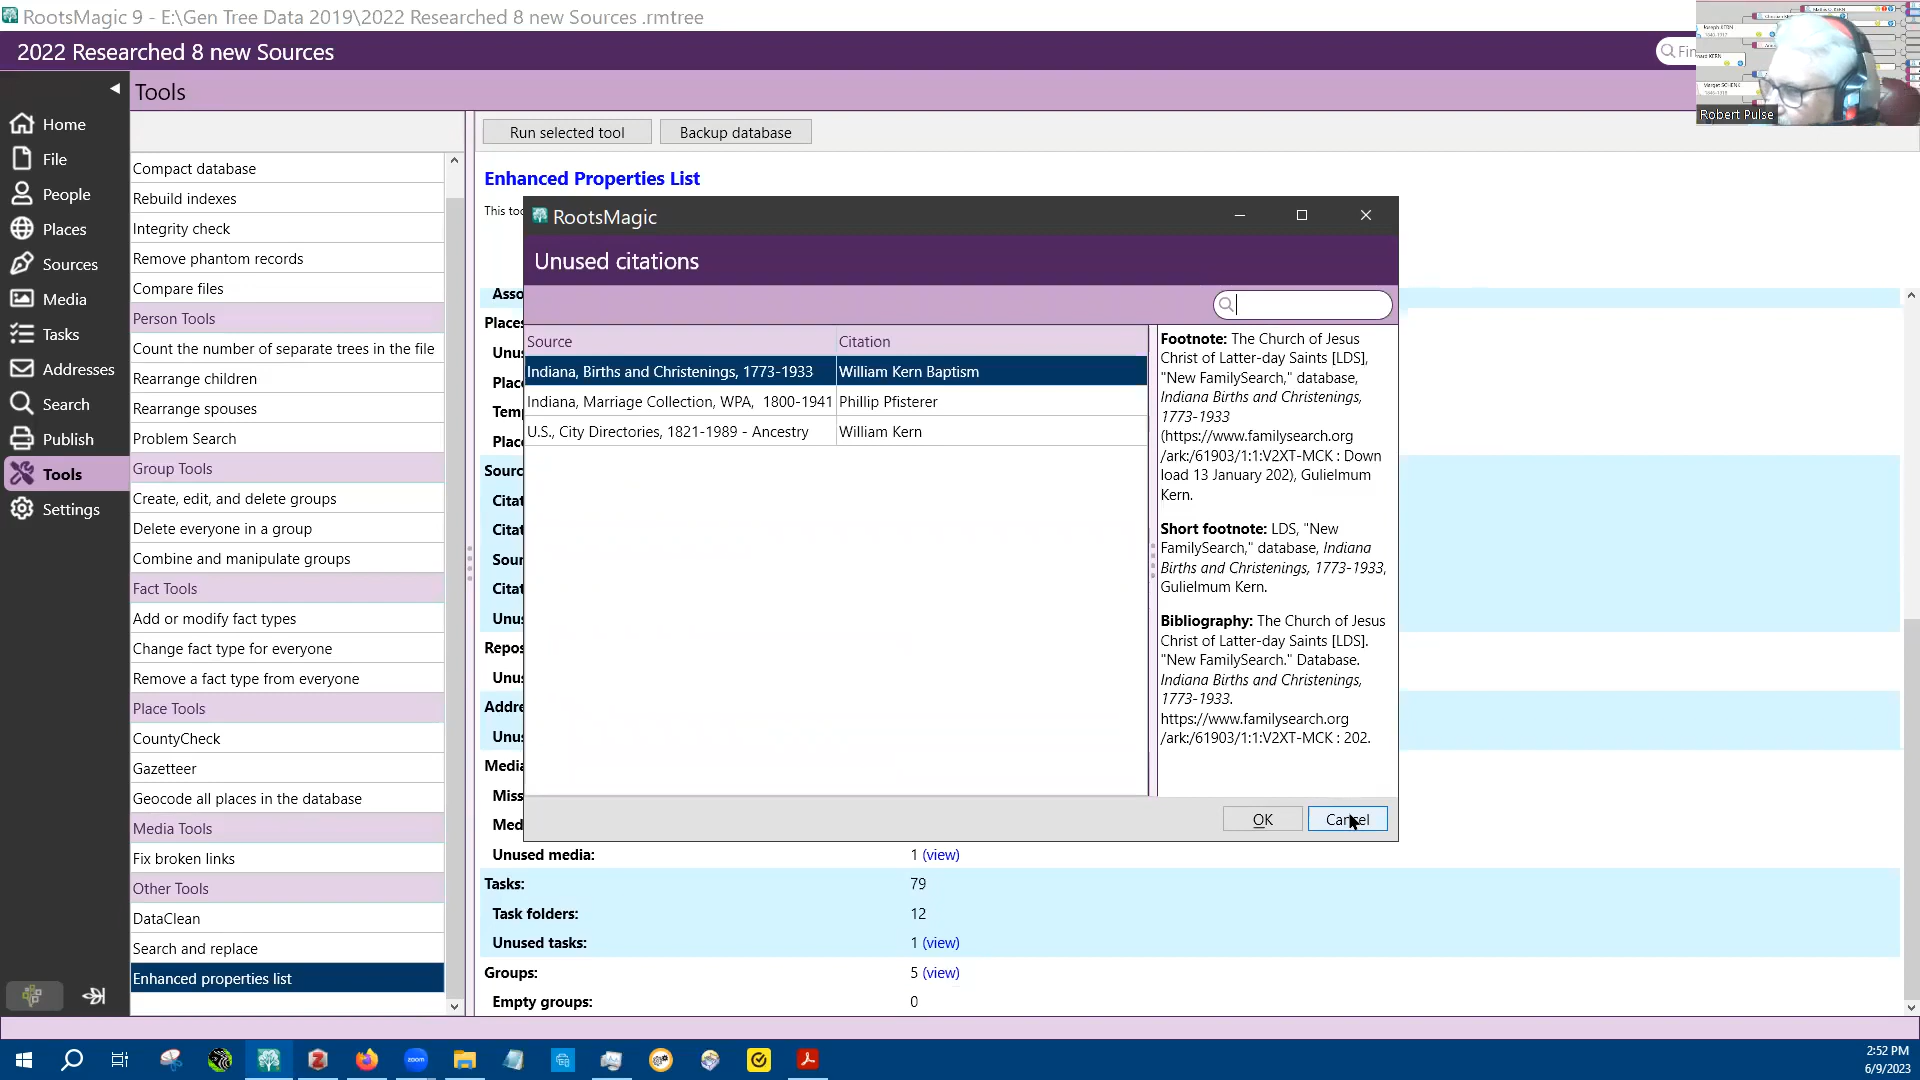 RootsMagic 9 - E:\Gen Tree Data 2019\2022 Researched 8 new Sources .rmtree
2022 Researched 8 new Sources
Tools
Home
File
People
Places
Sources
Media
Tasks
Addresses
Search
Publish
Tools
Settings
Compact database
Rebuild indexes
Integrity check
Remove phantom records
Compare files
Person Tools
Count the number of separate trees in the file
Rearrange children
Rearrange spouses
Problem Search
Group Tools
Create, edit, and delete groups
Delete everyone in a group
Combine and manipulate groups
Fact Tools
Add or modify fact types
Change fact type for everyone
Remove a fact type from everyone
Place Tools
CountyCheck
Gazetteer
Geocode all places in the database
Media Tools
Fix broken links
Other Tools
DataClean
Search and replace
Enhanced properties list
Run selected tool Backup database
Enhanced Properties List
This
RootsMagic
Unused citations
Source Citation
Indiana, Births and Christenings, 1773-1933 William Kern Baptism
Indiana, Marriage Collection, WPA, 1800-1941 Phillip Pfisterer
U.S., City Directories, 1821-1989 - Ancestry William Kern
Footnote: The Church of Jesus
Christ of Latter-day Saints [LDS],
"New FamilySearch," database,
Indiana Births and Christenings,
1773-1933
(https://www.familysearch.org
/ark:/61903/1:1:V2XT-MCK : Down
load 13 January 202), Gulielmum
Kern.
Short footnote: LDS, "New
FamilySearch," database, Indiana
Births and Christenings, 1773-1933,
Gulielmum Kern.
Bibliography: The Church of Jesus
Christ of Latter-day Saints [LDS].
"New FamilySearch." Database.
Indiana Births and Christenings,
1773-1933.
https://www.familysearch.org
/ark:/61903/1:1:V2XT-MCK : 202.
OK Cancel
Unused media: 1 (view)
Tasks: 79
Task folders: 12
Unused tasks: 1 (view)
Groups: 5 (view)
Empty groups: 0
Robert Pulse
zoom
2:52 PM
6/9/2023